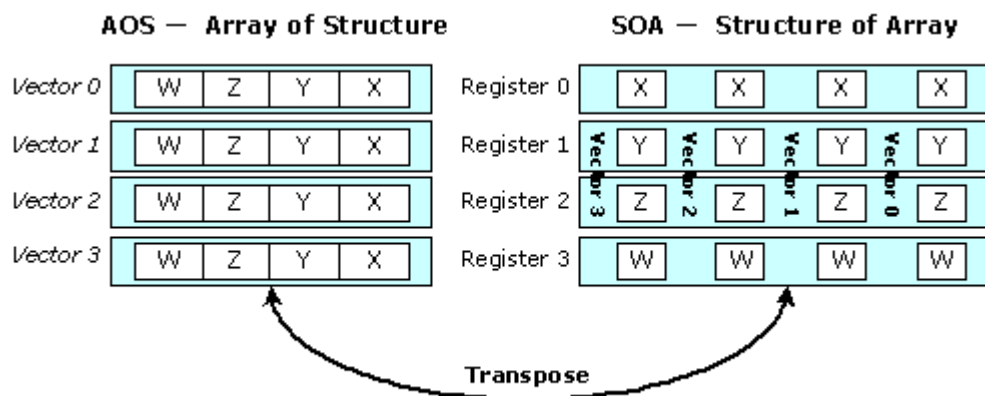 AOS — Array of Structure
SOA — Structure of Array
Vector 0 W Z Y X
Register 0 X X X X
Vector 1 W Z Y X
Register 1 Y Y Y Y
Vector 2 W Z Y X
Register 2 Z Z Z Z
Vector 3 W Z Y X
Register 3 W W W W
Vector 3
Vector 2
Vector 1
Vector 0
Transpose